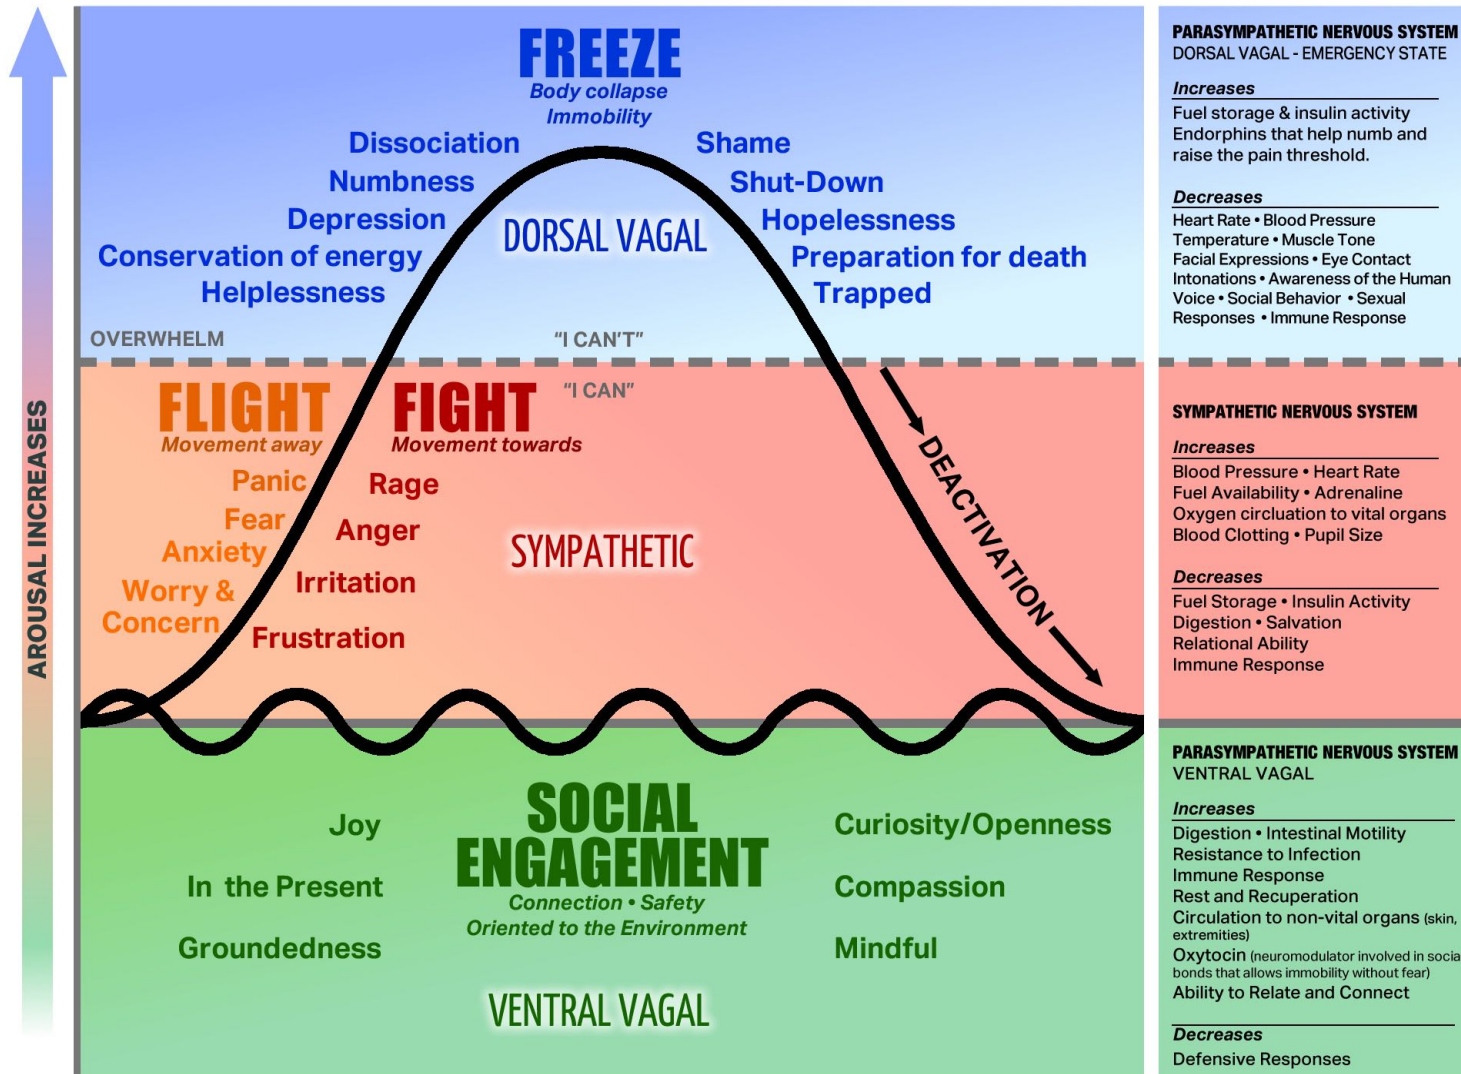 AROUSAL INCREASES
FREEZE
Body collapse
Immobility
Dissociation
Numbness
Depression
Conservation of energy
Helplessness
Shame
Shut-Down
Hopelessness
Preparation for death
Trapped
DORSAL VAGAL
OVERWHELM
"I CAN'T"
"I CAN"
FLIGHT
Movement away
Panic
Fear
Anxiety
Worry &
Concern
FIGHT
Movement towards
Rage
Anger
Irritation
Frustration
SYMPATHETIC
DEACTIVATION
SOCIAL
ENGAGEMENT
Connection • Safety
Oriented to the Environment
Joy
In the Present
Groundedness
Curiosity/Openness
Compassion
Mindful
VENTRAL VAGAL
PARASYMPATHETIC NERVOUS SYSTEM
DORSAL VAGAL - EMERGENCY STATE
Increases
Fuel storage & insulin activity
Endorphins that help numb and
raise the pain threshold.
Decreases
Heart Rate • Blood Pressure
Temperature • Muscle Tone
Facial Expressions • Eye Contact
Intonations • Awareness of the Human
Voice • Social Behavior • Sexual
Responses • Immune Response
SYMPATHETIC NERVOUS SYSTEM
Increases
Blood Pressure • Heart Rate
Fuel Availability • Adrenaline
Oxygen circluation to vital organs
Blood Clotting • Pupil Size
Decreases
Fuel Storage • Insulin Activity
Digestion • Salvation
Relational Ability
Immune Response
PARASYMPATHETIC NERVOUS SYSTEM
VENTRAL VAGAL
Increases
Digestion • Intestinal Motility
Resistance to Infection
Immune Response
Rest and Recuperation
Circulation to non-vital organs (skin,
extremities)
Oxytocin (neuromodulator involved in socia
bonds that allows immobility without fear)
Ability to Relate and Connect
Decreases
Defensive Responses